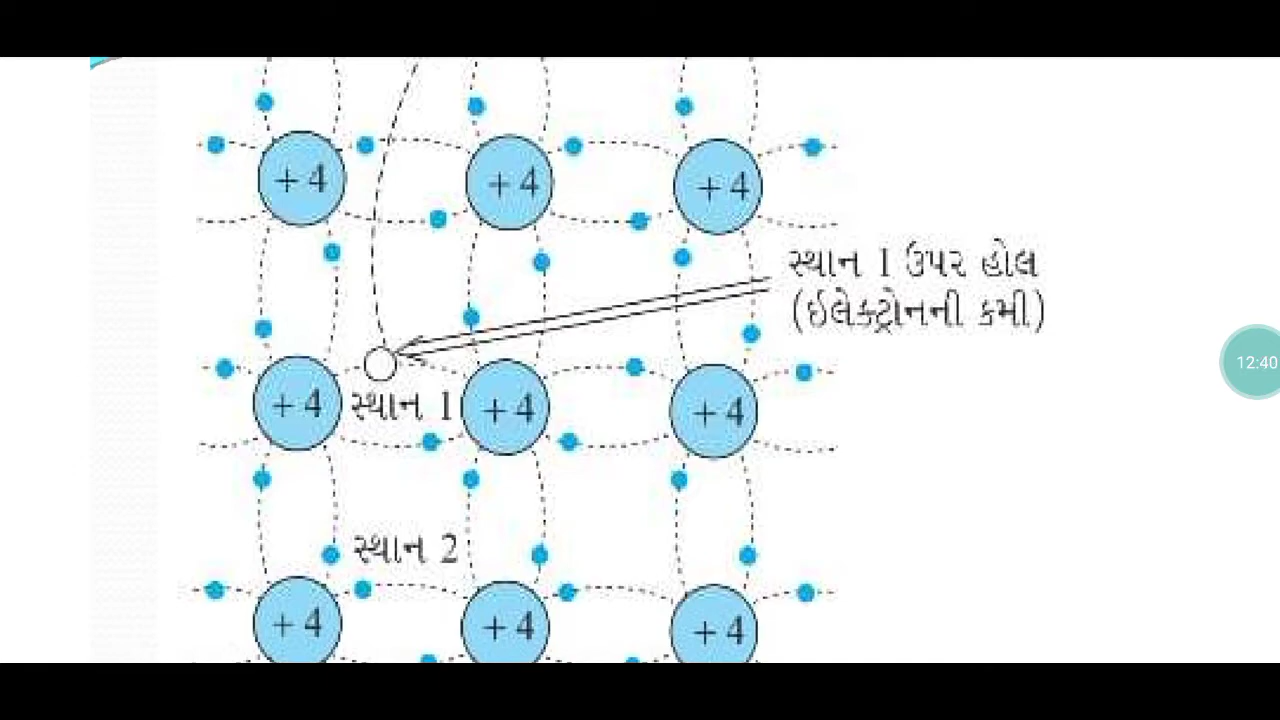 +4 +4 +4
સ્થાન 1 ઉપર હોલ
(ઈલેક્ટ્રોનની કમી)
12:40
+4 સ્થાન 1 +4 +4
સ્થાન 2
+4 +4 +4